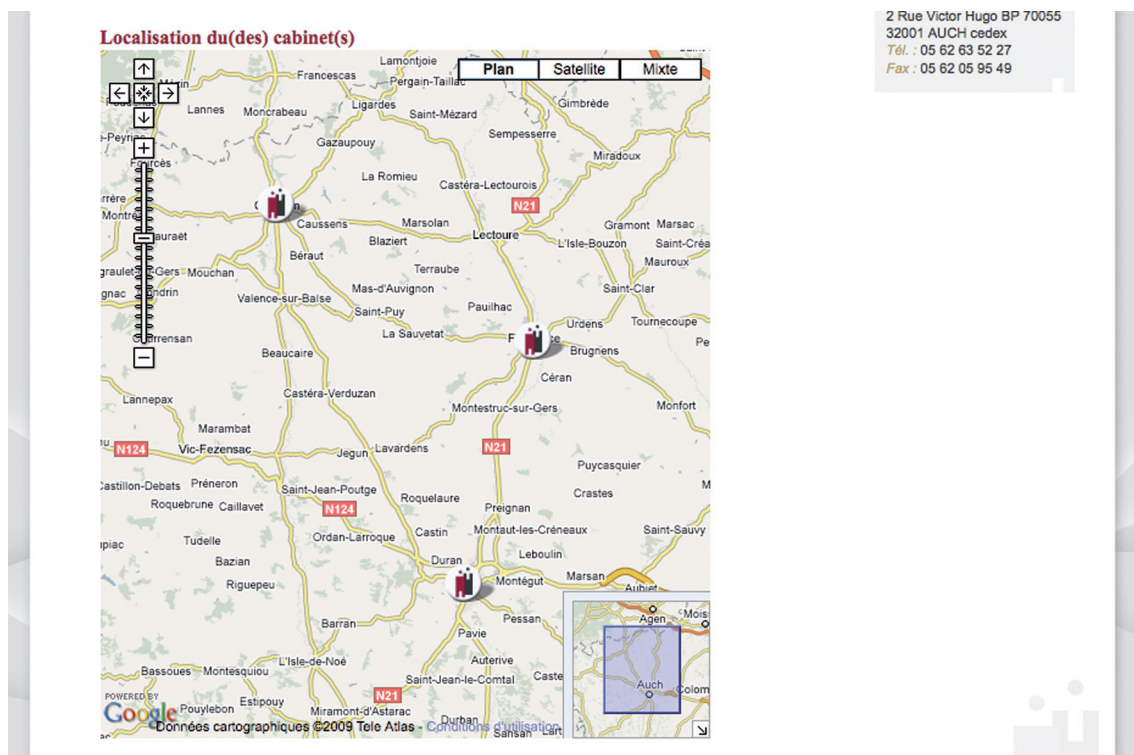 2 Rue Victor Hugo BP 70055
32001 AUCH cedex
Tél. : 05 62 63 52 27
Fax : 05 62 05 95 49
Localisation du(des) cabinet(s)
Plan Satellite Mixte
Lamontjoie
Francescas
Pergain-Taillac
Lannes
Moncrabeau
Ligardes
Saint-Mézard
Gimbrède
Sempesserre
Gazaupouy
Miradoux
Fourcès
La Romieu
Castéra-Lectourois
N21
Caussens
Marsolan
Lectoure
Gramont
Marsac
Blaziert
L'Isle-Bouzon
Béraut
Mauroux
Mouchan
Terraube
Valence-sur-Baïse
Mas-d'Auvignon
Saint-Clar
Saint-Puy
Pauilhac
Urdens
Tournecoupe
La Sauvetat
Brugnens
Beaucaire
Céran
Lannepax
Castéra-Verduzan
Montestruc-sur-Gers
Monfort
Marambat
N124
Vic-Fezensac
Jegun
Lavardens
N21
Puycasquier
Préneron
Saint-Jean-Poutge
Roquelaure
Crastes
Roquebrune
Caillavet
N124
Preignan
Tudelle
Ordan-Larroque
Castin
Montaut-les-Créneaux
Saint-Sauvy
Bazian
Duran
Leboulin
Riguepeu
Montégut
Marsan
Aubiet
Barran
Pessan
Agen
Pavie
L'Isle-de-Noé
Auterive
Bassoues
Montesquiou
Saint-Jean-le-Comtal
Auch
POWERED BY
Google
N21
Pouylebon
Estipouy
Miramont-d'Astarac
Durban
Données cartographiques ©2009 Tele Atlas - Conditions d'utilisation
Sansan